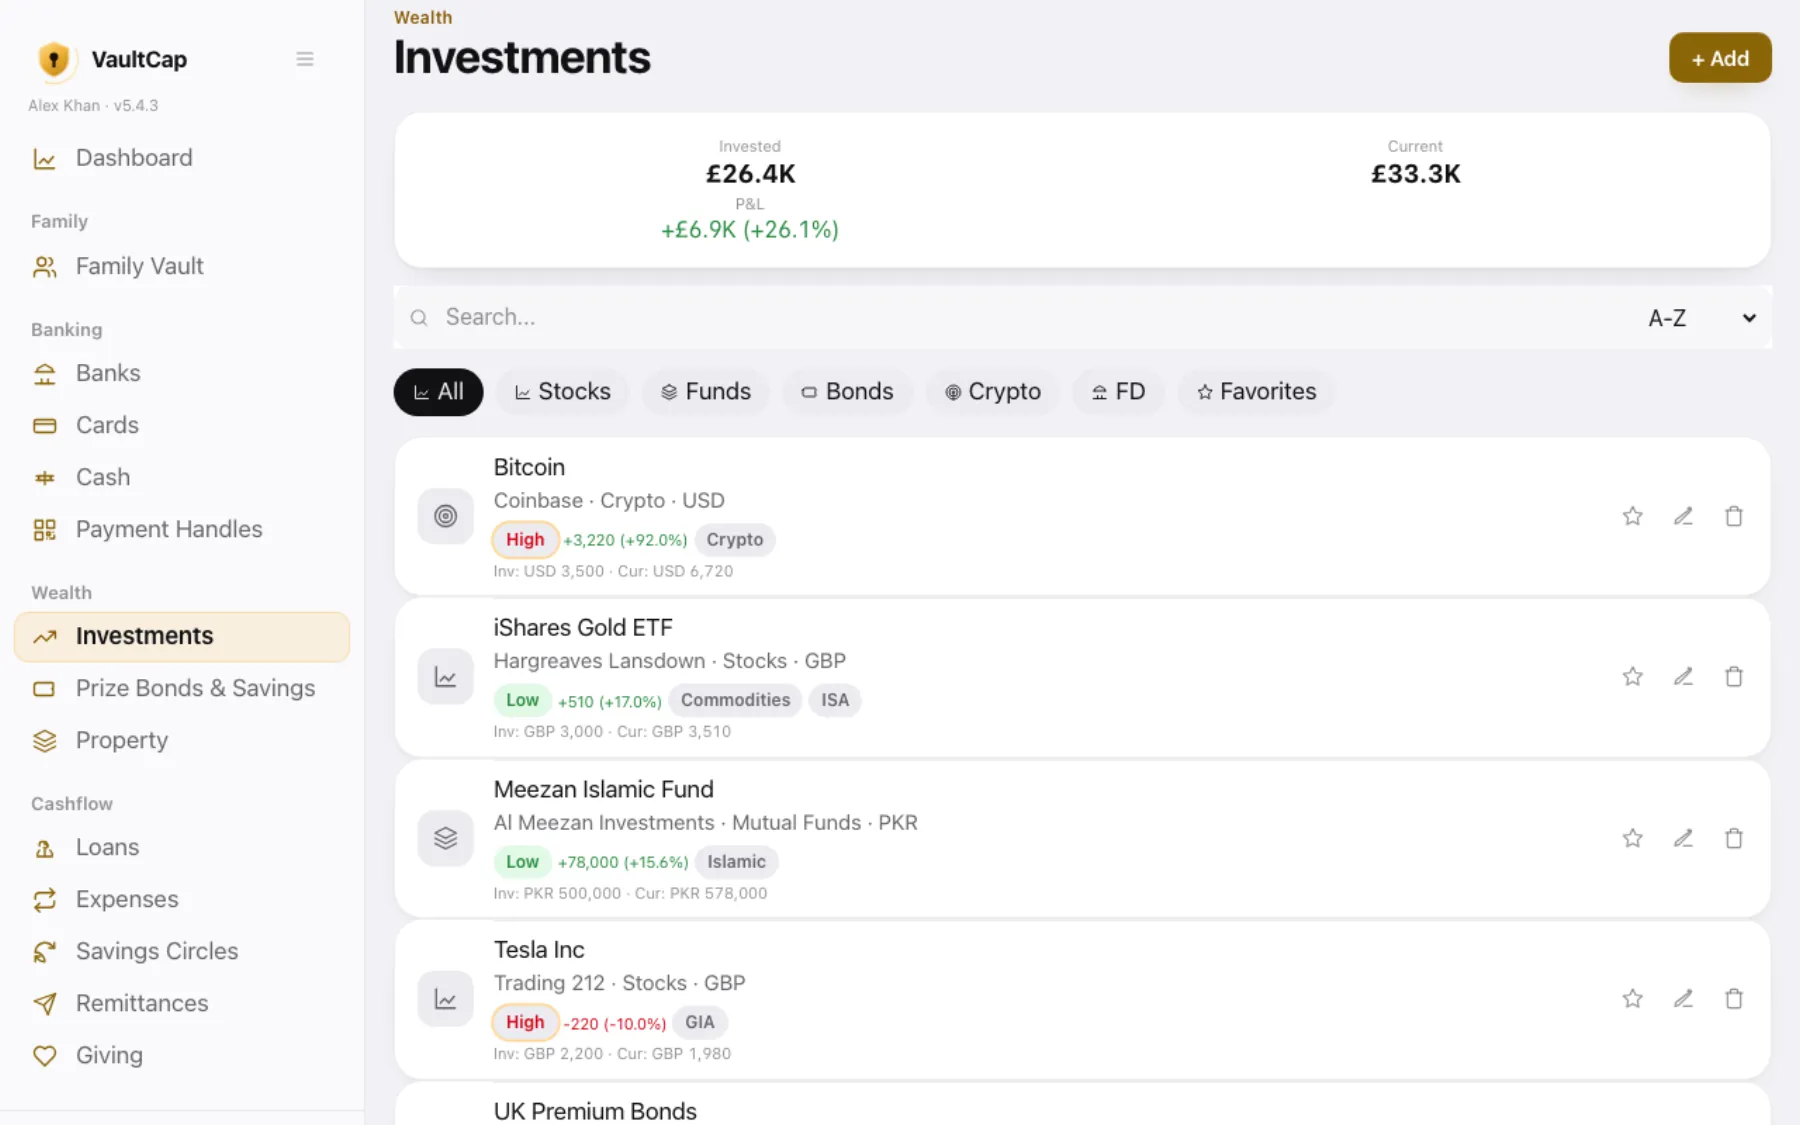 VaultCap
Alex Khan · v5.4.3
Dashboard
Family
Family Vault
Banking
Banks
Cards
Cash
Payment Handles
Wealth
Investments
Prize Bonds & Savings
Property
Cashflow
Loans
Expenses
Savings Circles
Remittances
Giving
Wealth
Investments
+ Add
Invested
£26.4K
P&L
+£6.9K (+26.1%)
Current
£33.3K
Search...
A-Z
All Stocks Funds Bonds Crypto FD Favorites
Bitcoin
Coinbase · Crypto · USD
High +3,220 (+92.0%) Crypto
Inv: USD 3,500 · Cur: USD 6,720
iShares Gold ETF
Hargreaves Lansdown · Stocks · GBP
Low +510 (+17.0%) Commodities ISA
Inv: GBP 3,000 · Cur: GBP 3,510
Meezan Islamic Fund
Al Meezan Investments · Mutual Funds · PKR
Low +78,000 (+15.6%) Islamic
Inv: PKR 500,000 · Cur: PKR 578,000
Tesla Inc
Trading 212 · Stocks · GBP
High -220 (-10.0%) GIA
Inv: GBP 2,200 · Cur: GBP 1,980
UK Premium Bonds